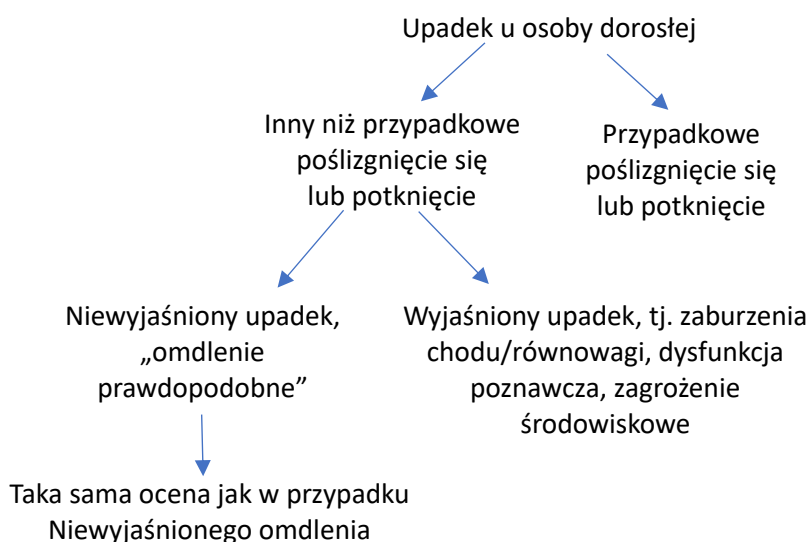 Upadek u osoby dorosłej
Inny niż przypadkowe
poślizgnięcie się
lub potknięcie
Przypadkowe
poślizgnięcie się
lub potknięcie
Niewyjaśniony upadek,
„omdlenie
prawdopodobne”
Wyjaśniony upadek, tj. zaburzenia
chodu/równowagi, dysfunkcja
poznawcza, zagrożenie
środowiskowe
Taka sama ocena jak w przypadku
Niewyjaśnionego omdlenia